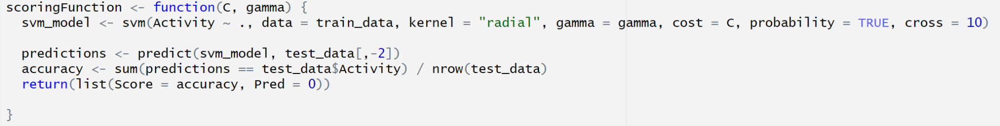 scoringFunction <- function(C, gamma) {
svm_model <- svm(Activity ~ ., data = train_data, kernel = "radial", gamma = gamma, cost = C, probability = TRUE, cross = 10)
predictions <- predict(svm_model, test_data[,-2])
accuracy <- sum(predictions == test_data$Activity) / nrow(test_data)
return(list(Score = accuracy, Pred = 0))
}